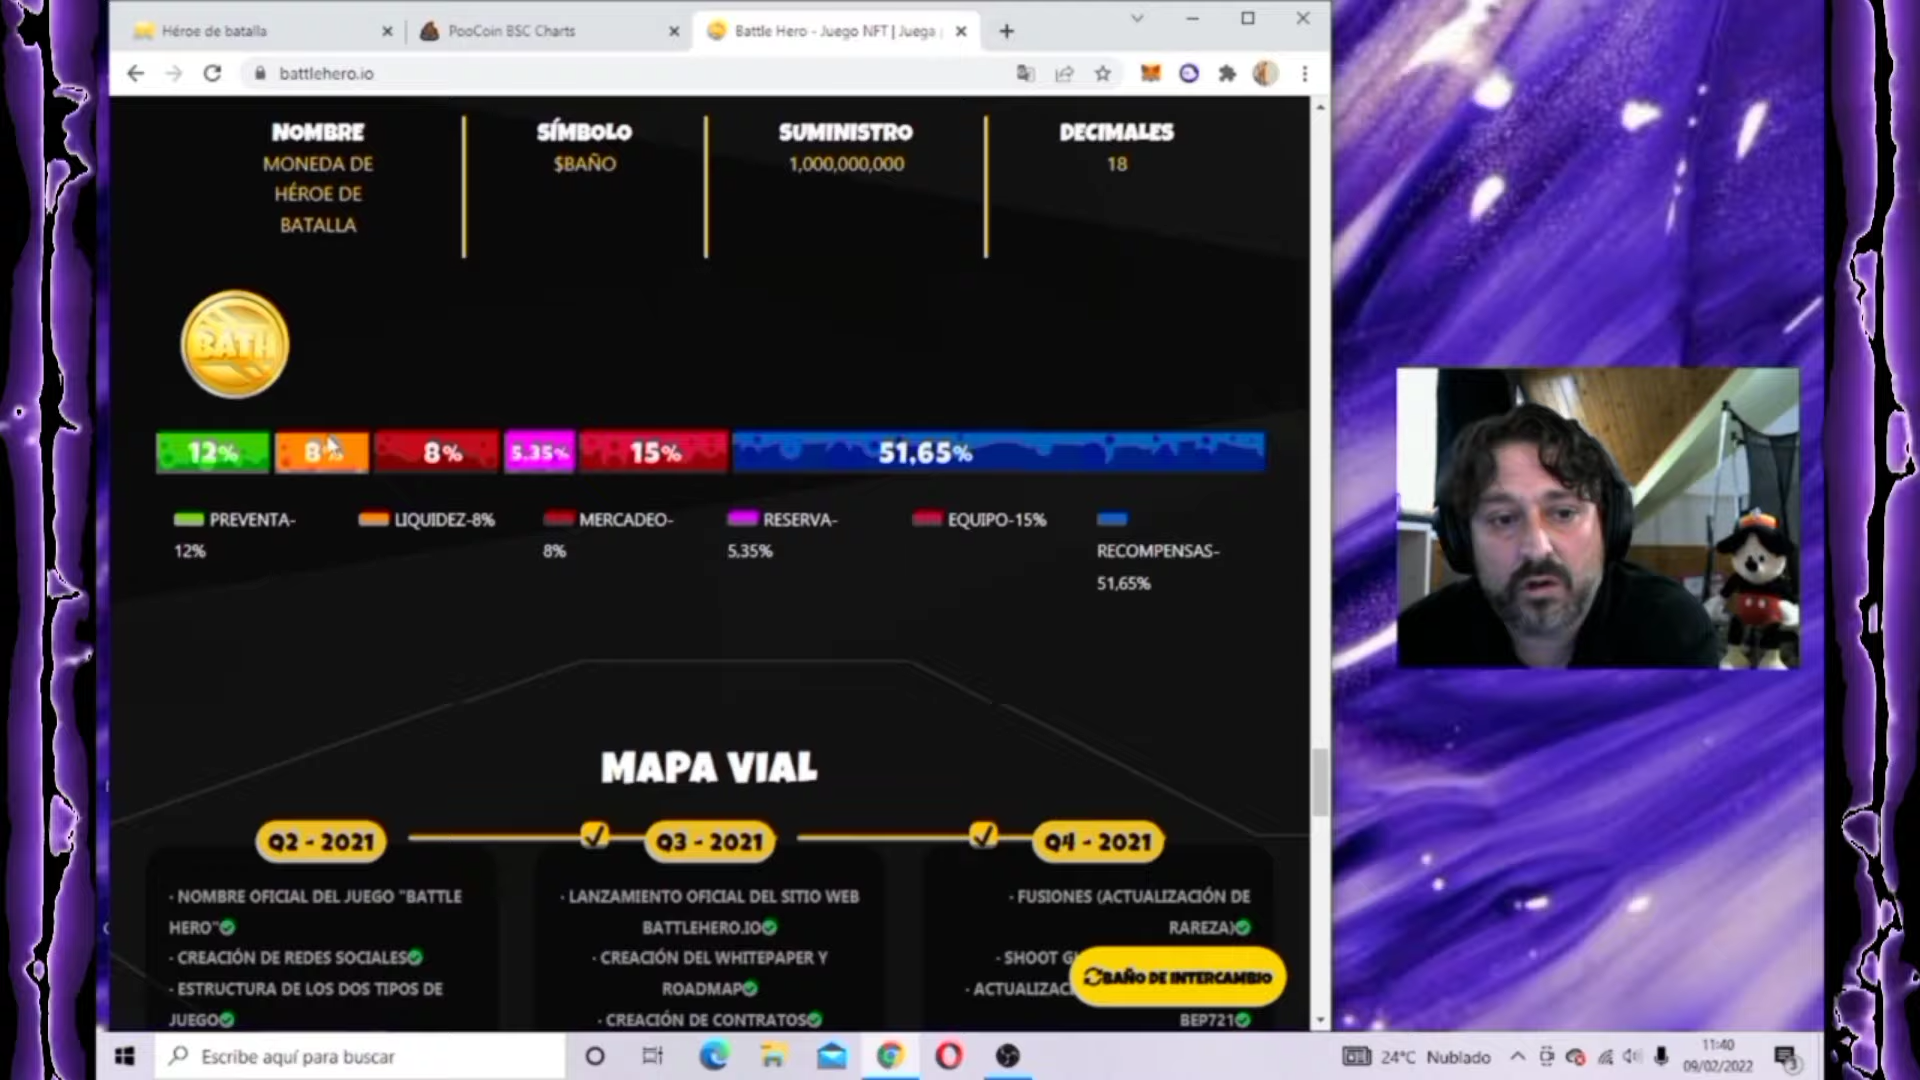 Héroe de batalla
PooCoin BSC Charts
Battle Hero - Juego NFT | Juega
battlehero.io
NOMBRE
MONEDA DE
HÉROE DE
BATALLA
SÍMBOLO
$BAÑO
SUMINISTRO
1,000,000,000
DECIMALES
18
BATH
12%
8%
8%
5.35%
15%
51,65%
PREVENTA-
12%
LIQUIDEZ-8%
MERCADEO-
8%
RESERVA-
5.35%
EQUIPO-15%
RECOMPENSAS-
51,65%
MAPA VIAL
Q2 - 2021
Q3 - 2021
Q4 - 2021
- NOMBRE OFICIAL DEL JUEGO "BATTLE
HERO"
- CREACIÓN DE REDES SOCIALES
- ESTRUCTURA DE LOS DOS TIPOS DE
JUEGO
- LANZAMIENTO OFICIAL DEL SITIO WEB
BATTLEHERO.IO
- CREACIÓN DEL WHITEPAPER Y
ROADMAP
- CREACIÓN DE CONTRATOS
- FUSIONES (ACTUALIZACIÓN DE
RAREZA)
- SHOOT
- ACTUALIZAC
BEP721
BAÑO DE INTERCAMBIO
Escribe aquí para buscar
24°C Nublado
11:40
09/02/2022
3